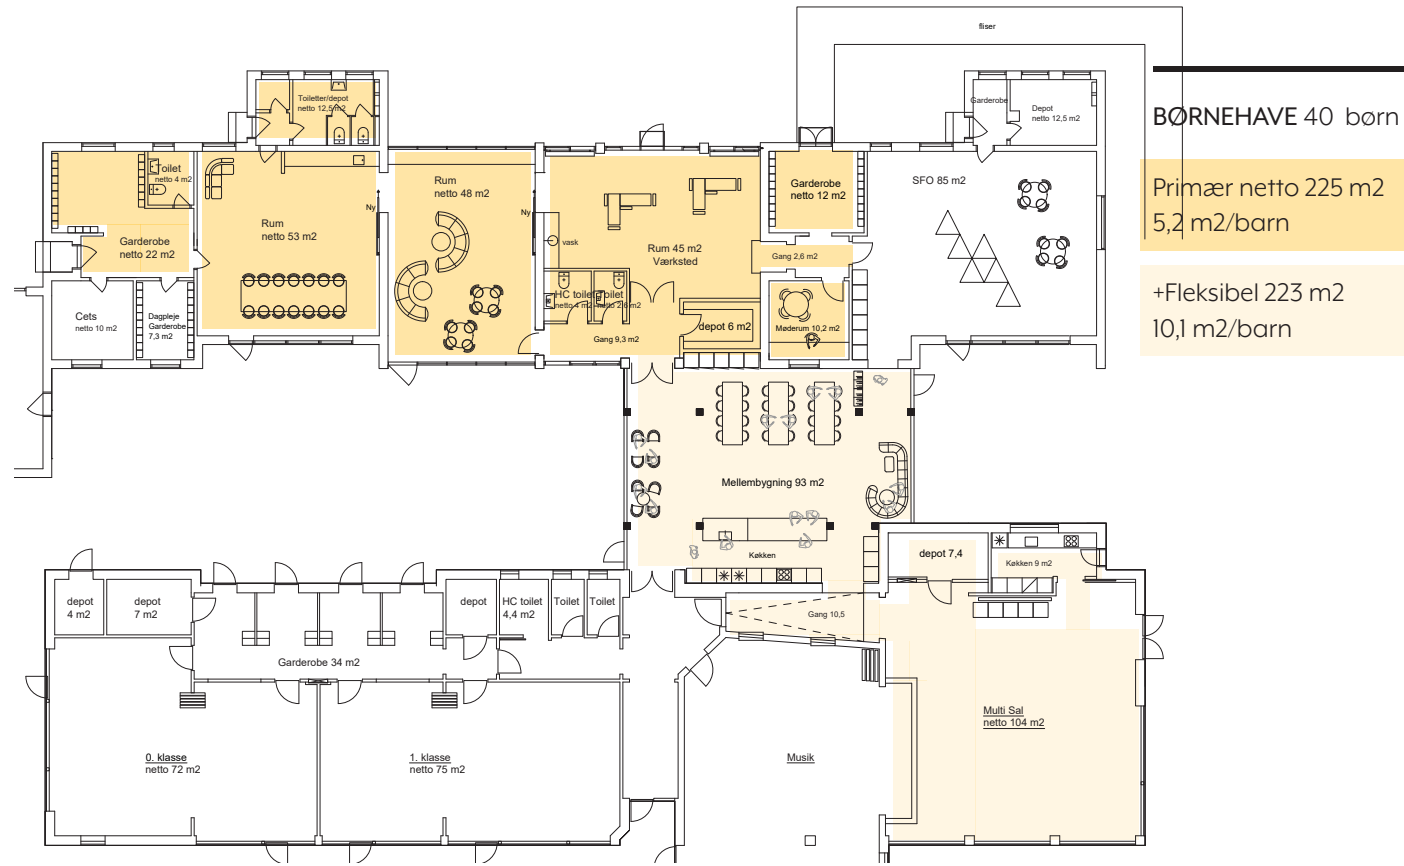 fliser
BØRNEHAVE 40 børn
Primær netto 225 m2
5,2 m2/barn
+Fleksibel 223 m2
10,1 m2/barn
Toiletter/depot
netto 12,5 m2
Garderobe
Depot
netto 12,5 m2
Toilet
netto 4 m2
Rum
netto 53 m2
Ny
Rum
netto 48 m2
Ny
vask
Rum 45 m2
Værksted
Garderobe
netto 12 m2
SFO 85 m2
Garderobe
netto 22 m2
Gang 2,6 m2
Cets
netto 10 m2
Dagpleje
Garderobe
7,3 m2
HC toilet
netto 4 m2
Toilet
netto 2,6 m2
Gang 9,3 m2
depot 6 m2
Møderum 10,2 m2
Mellembygning 93 m2
Køkken
depot 7,4
Køkken 9 m2
depot
4 m2
depot
7 m2
depot
HC toilet
4,4 m2
Toilet
Toilet
Gang 10,5
Garderobe 34 m2
0. klasse
netto 72 m2
1. klasse
netto 75 m2
Musik
Multi Sal
netto 104 m2